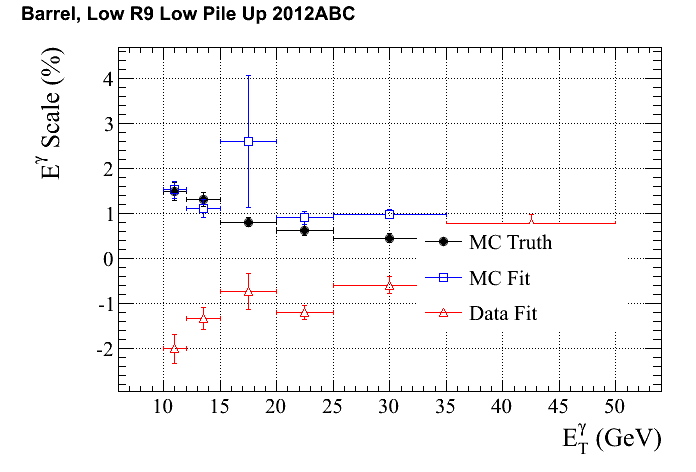 Barrel, Low R9 Low Pile Up 2012ABC
E^γ Scale (%)
4
3
2
1
0
-1
-2
MC Truth
MC Fit
Data Fit
10 15 20 25 30 35 40 45 50
E_T^γ (GeV)